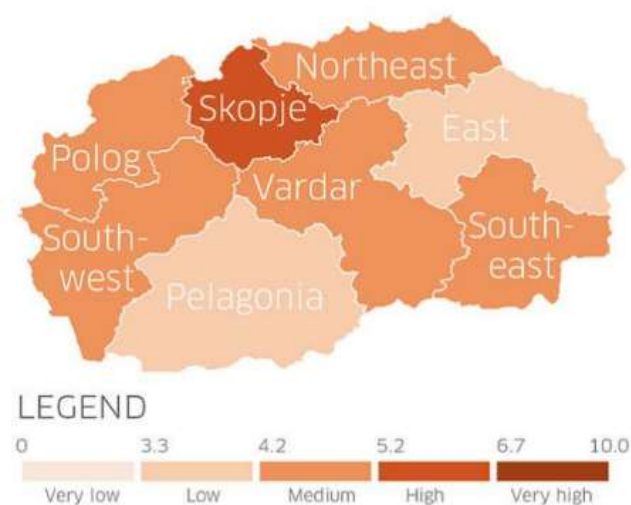 Northeast
Skopje
East
Polog
Vardar
South-
west
South-
east
Pelagonia
LEGEND
0 3.3 4.2 5.2 6.7 10.0
Very low Low Medium High Very high